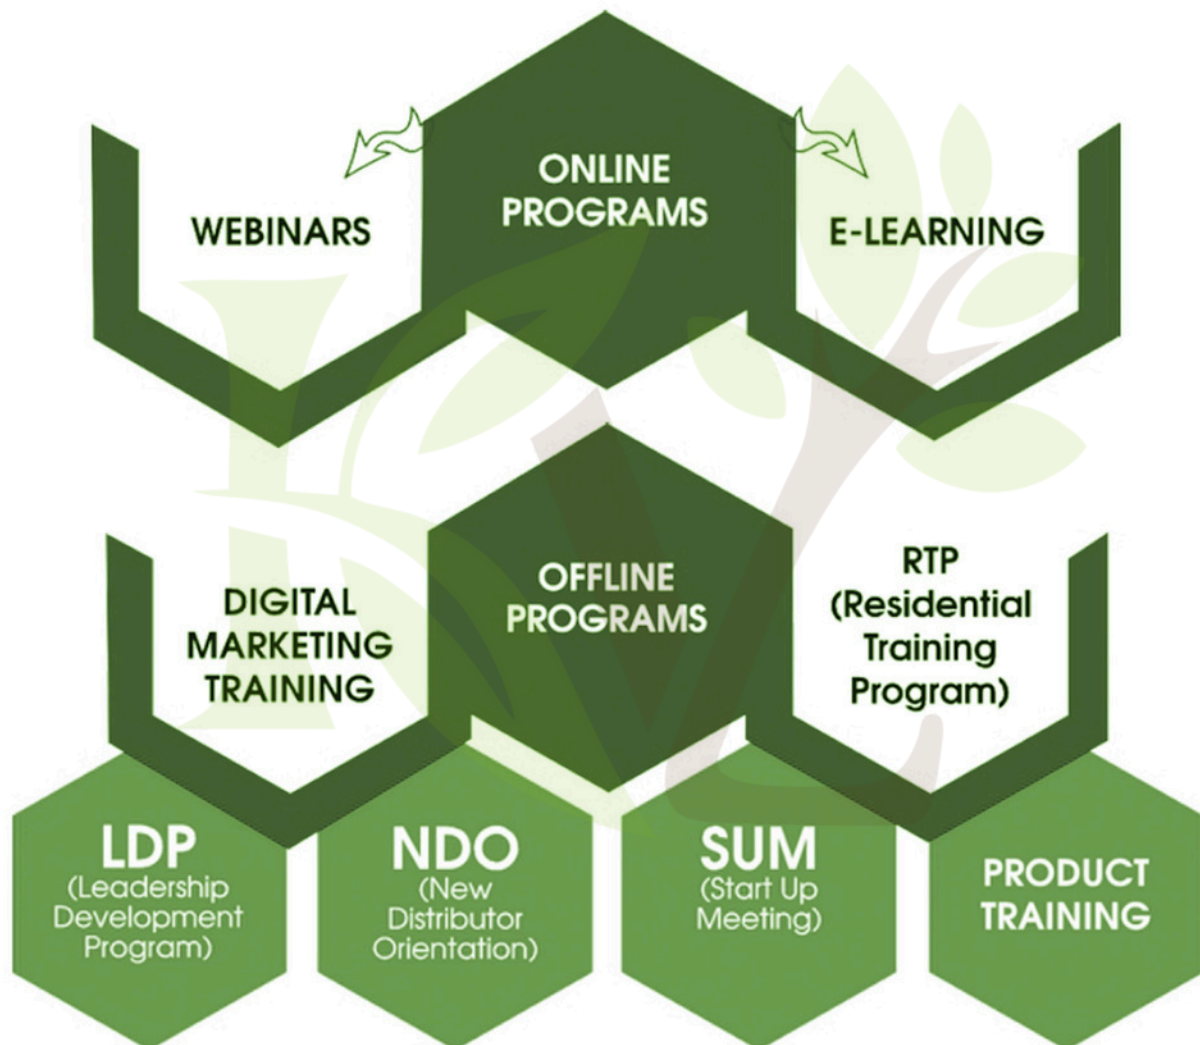 ONLINE
PROGRAMS
WEBINARS
E-LEARNING
OFFLINE
PROGRAMS
DIGITAL
MARKETING
TRAINING
RTP
(Residential
Training
Program)
LDP
(Leadership
Development
Program)
NDO
(New
Distributor
Orientation)
SUM
(Start Up
Meeting)
PRODUCT
TRAINING